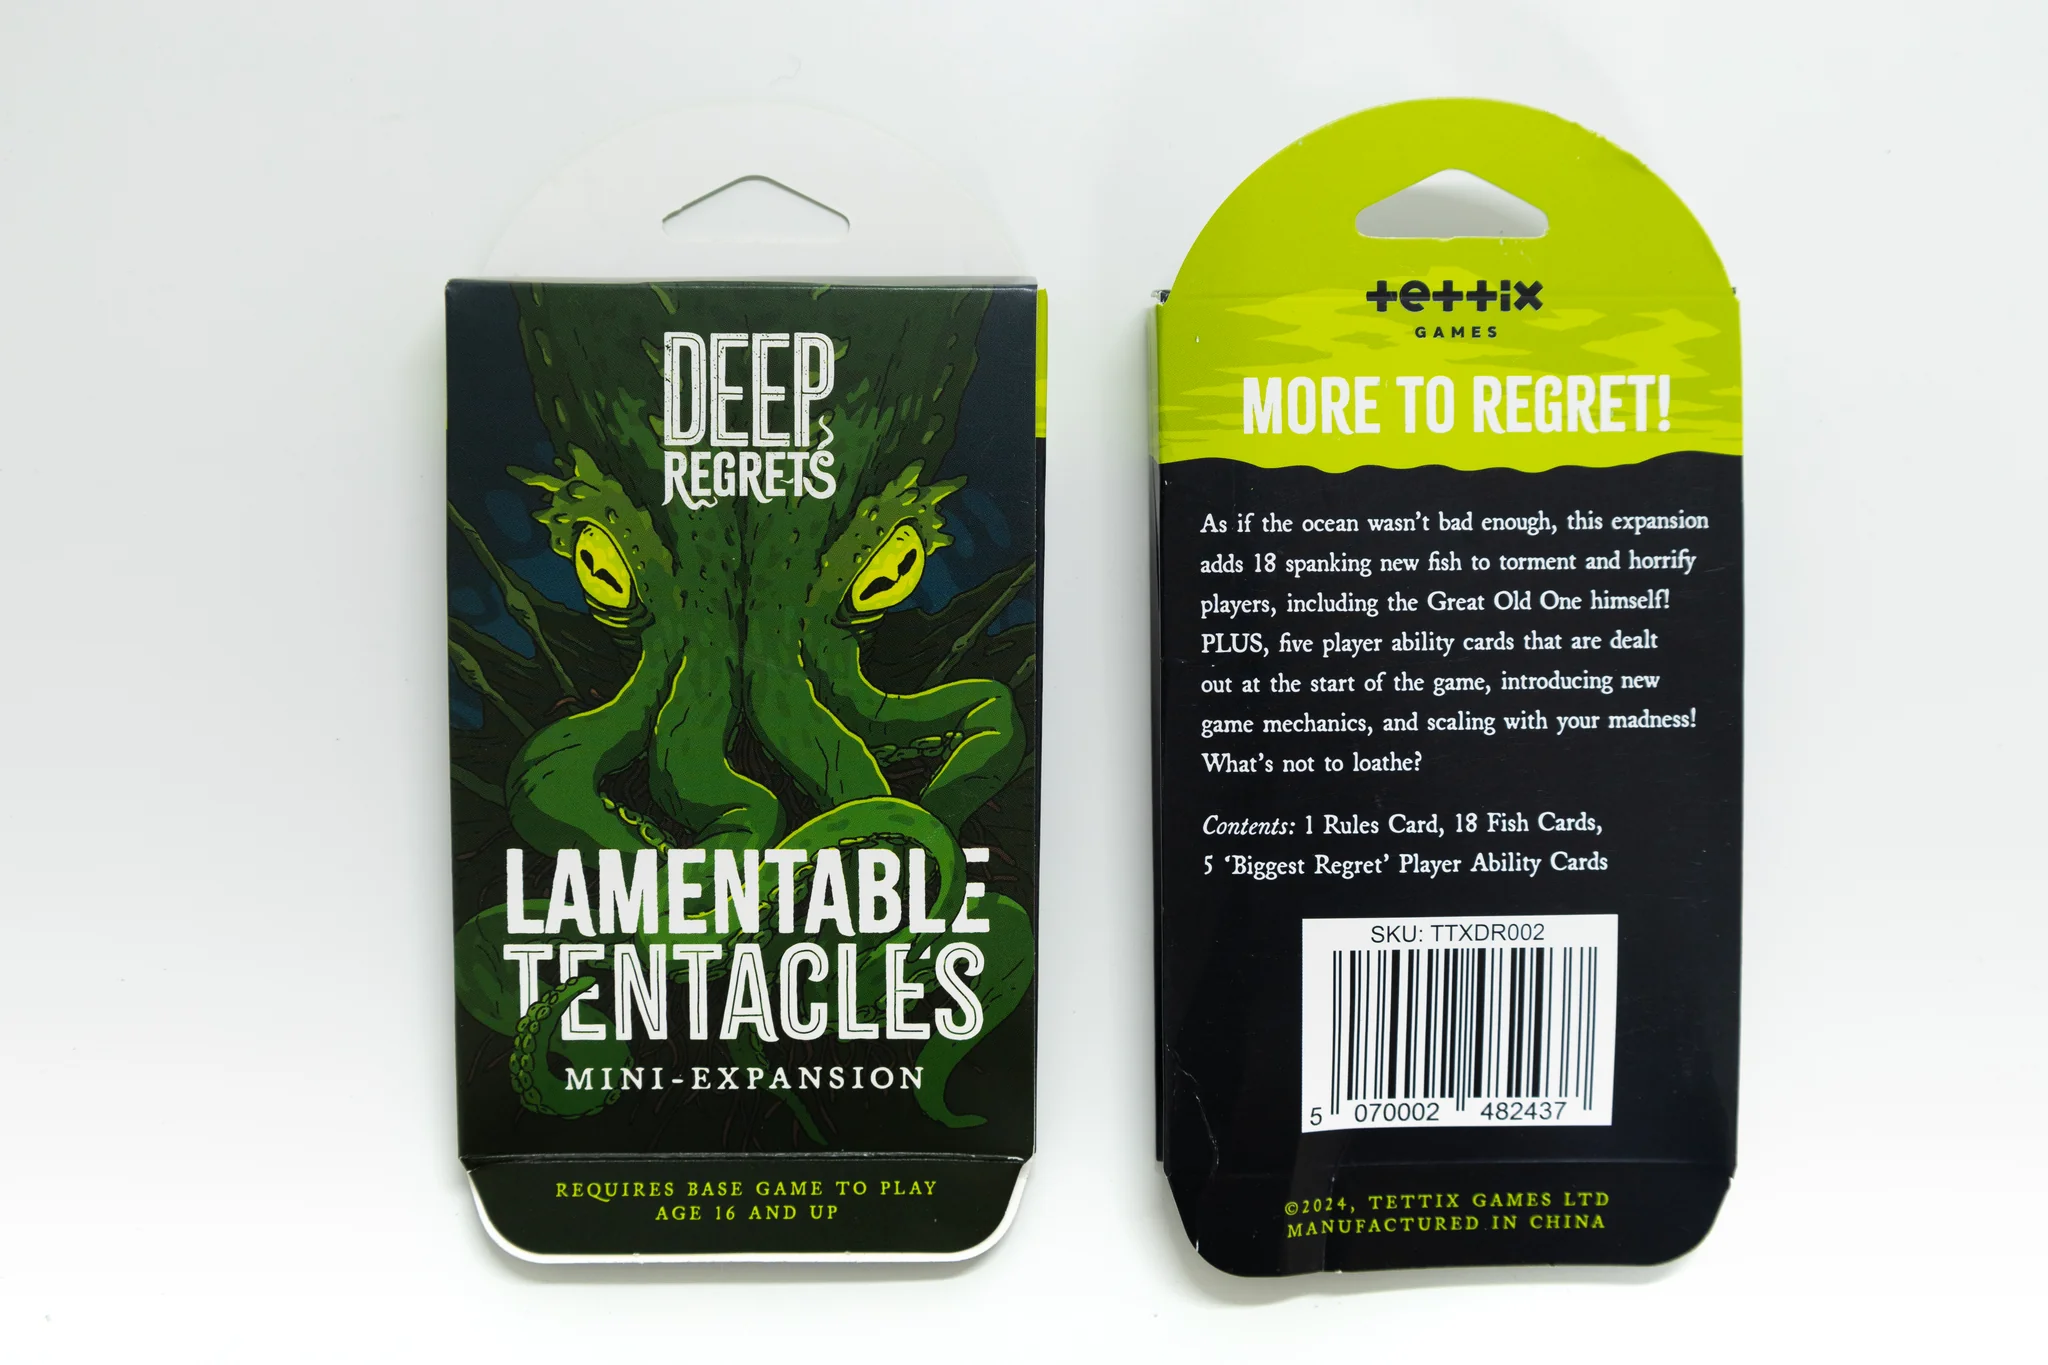 DEEP
REGRETS
LAMENTABLE
TENTACLES
MINI-EXPANSION
REQUIRES BASE GAME TO PLAY
AGE 16 AND UP
tettix
GAMES
MORE TO REGRET!
As if the ocean wasn't bad enough, this expansion
adds 18 spanking new fish to torment and horrify
players, including the Great Old One himself!
PLUS, five player ability cards that are dealt
out at the start of the game, introducing new
game mechanics, and scaling with your madness!
What's not to loathe?
Contents: 1 Rules Card, 18 Fish Cards,
5 ‘Biggest Regret’ Player Ability Cards
SKU: TTXDR002
5 070002 482437
©2024, TETTIX GAMES LTD
MANUFACTURED IN CHINA